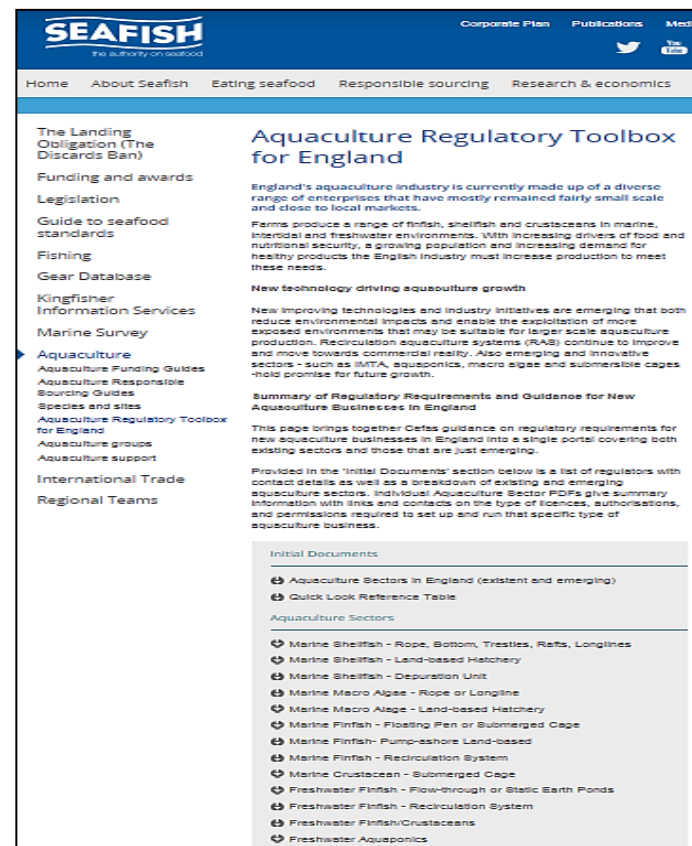 SEAFISH
the authority on seafood
Corporate Plan Publications Med
You Tube
Home About Seafish Eating seafood Responsible sourcing Research & economics
The Landing
Obligation (The
Discards Ban)
Funding and awards
Legislation
Guide to seafood
standards
Fishing
Gear Database
Kingfisher
Information Services
Marine Survey
Aquaculture
Aquaculture Funding Guides
Aquaculture Responsible
Sourcing Guides
Species and sites
Aquaculture Regulatory Toolbox
for England
Aquaculture groups
Aquaculture support
International Trade
Regional Teams
Aquaculture Regulatory Toolbox
for England
England's aquaculture industry is currently made up of a diverse
range of enterprises that have mostly remained fairly small scale
and close to local markets.
Farms produce a range of finfish, shellfish and crustaceans in marine,
intertidal and freshwater environments. With increasing drivers of food and
nutritional security, a growing population and increasing demand for
healthy products the English industry must increase production to meet
these needs.
New technology driving aquaculture growth
New improving technologies and industry initiatives are emerging that both
reduce environmental impacts and enable the exploitation of more
exposed environments that may be suitable for larger scale aquaculture
production. Recirculation aquaculture systems (RAS) continue to improve
and move towards commercial reality. Also emerging and innovative
sectors - such as IMTA, aquaponics, macro algae and submersible cages
-hold promise for future growth.
Summary of Regulatory Requirements and Guidance for New
Aquaculture Businesses in England
This page brings together Cefas guidance on regulatory requirements for
new aquaculture businesses in England into a single portal covering both
existing sectors and those that are just emerging.
Provided in the 'Initial Documents' section below is a list of regulators with
contact details as well as a breakdown of existing and emerging
aquaculture sectors. Individual Aquaculture Sector PDFs give summary
information with links and contacts on the type of licences, authorisations,
and permissions required to set up and run that specific type of
aquaculture business.
Initial Documents
Aquaculture Sectors in England (existent and emerging)
Quick Look Reference Table
Aquaculture Sectors
Marine Shellfish - Rope, Bottom, Trestles, Rafts, Longlines
Marine Shellfish - Land-based Hatchery
Marine Shellfish - Depuration Unit
Marine Macro Algae - Rope or Longline
Marine Macro Alage - Land-based Hatchery
Marine Finfish - Floating Pen or Submerged Cage
Marine Finfish- Pump-ashore Land-based
Marine Finfish - Recirculation System
Marine Crustacean - Submerged Cage
Freshwater Finfish - Flow-through or Static Earth Ponds
Freshwater Finfish - Recirculation System
Freshwater Finfish/Crustaceans
Freshwater Aquaponics